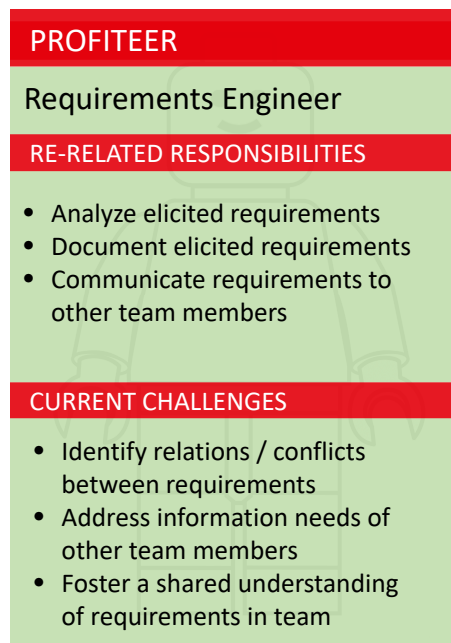 PROFITEER
Requirements Engineer
RE-RELATED RESPONSIBILITIES
• Analyze elicited requirements
• Document elicited requirements
• Communicate requirements to
other team members
CURRENT CHALLENGES
• Identify relations / conflicts
between requirements
• Address information needs of
other team members
• Foster a shared understanding
of requirements in team